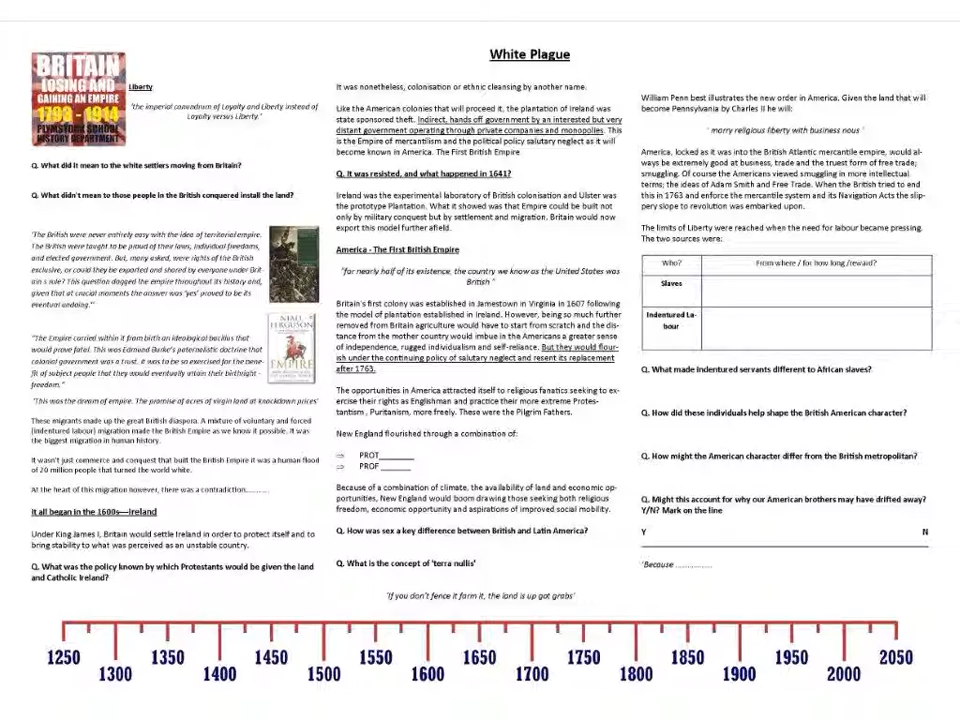 White Plague
BRITAIN
LOSING AND
GAINING AN EMPIRE
1793 - 1914
PLYMSTOCK SCHOOL
HISTORY DEPARTMENT
Liberty
'the imperial conundrum of Loyalty and Liberty instead of
Loyalty versus Liberty.'
Q. What did it mean to the white settlers moving from Britain?
Q. What didn't mean to those people in the British conquered install the land?
'The British were never entirely easy with the idea of territorial empire.
The British were taught to be proud of their laws, individual freedoms,
and elected government. But, many asked, were rights of the British
exclusive, or could they be exported and shared by everyone under Brit-
ain s rule? This question dogged the empire throughout its history and,
given that at crucial moments the answer was 'yes' proved to be its
eventual undoing.'
NIALL
FERGUSON
EMPIRE
"The Empire carried within it from birth an ideological bacillus that
would prove fatal. This was Edmund Burke's paternalistic doctrine that
colonial government was a trust. It was to be so exercised for the bene-
fit of subject people that they would eventually attain their birthright -
freedom."
'This was the dream of empire. The promise of acres of virgin land at knockdown prices'
These migrants made up the great British diaspora. A mixture of voluntary and forced
(indentured labour) migration made the British Empire as we know it possible. It was
the biggest migration in human history.
It wasn't just commerce and conquest that built the British Empire it was a human flood
of 20 million people that turned the world white.
At the heart of this migration however, there was a contradiction...........
It all began in the 1600s—Ireland
Under King James I, Britain would settle Ireland in order to protect itself and to
bring stability to what was perceived as an unstable country.
Q. What was the policy known by which Protestants would be given the land
and Catholic Ireland?
It was nonetheless, colonisation or ethnic cleansing by another name.
Like the American colonies that will proceed it, the plantation of Ireland was
state sponsored theft. Indirect, hands off government by an interested but very
distant government operating through private companies and monopolies. This
is the Empire of mercantilism and the political policy salutary neglect as it will
become known in America. The First British Empire
Q. It was resisted, and what happened in 1641?
Ireland was the experimental laboratory of British colonisation and Ulster was
the prototype Plantation. What it showed was that Empire could be built not
only by military conquest but by settlement and migration. Britain would now
export this model further afield.
America - The First British Empire
"for nearly half of its existence, the country we know as the United States was
British "
Britain's first colony was established in Jamestown in Virginia in 1607 following
the model of plantation established in Ireland. However, being so much further
removed from Britain agriculture would have to start from scratch and the dis-
tance from the mother country would imbue in the Americans a greater sense
of independence, rugged individualism and self-reliance. But they would flour-
ish under the continuing policy of salutary neglect and resent its replacement
after 1763.
The opportunities in America attracted itself to religious fanatics seeking to ex-
ercise their rights as Englishmen and practice their more extreme Protes-
tantism , Puritanism, more freely. These were the Pilgrim Fathers.
New England flourished through a combination of:
⇒ PROT________
⇒ PROF _______
Because of a combination of climate, the availability of land and economic op-
portunities, New England would boom drawing those seeking both religious
freedom, economic opportunity and aspirations of improved social mobility.
Q. How was sex a key difference between British and Latin America?
Q. What is the concept of 'terra nullis'
'If you don't fence it farm it, the land is up got grabs'
William Penn best illustrates the new order in America. Given the land that will
become Pennsylvania by Charles II he will:
' marry religious liberty with business nous '
America, locked as it was into the British Atlantic mercantile empire, would al-
ways be extremely good at business, trade and the truest form of free trade;
smuggling. Of course the Americans viewed smuggling in more intellectual
terms; the ideas of Adam Smith and Free Trade. When the British tried to end
this in 1763 and enforce the mercantile system and its Navigation Acts the slip-
pery slope to revolution was embarked upon.
The limits of Liberty were reached when the need for labour became pressing.
The two sources were:
Who? From where / for how long /reward?
Slaves
Indentured La-
bour
Q. What made indentured servants different to African slaves?
Q. How did these individuals help shape the British American character?
Q. How might the American character differ from the British metropolitan?
Q. Might this account for why our American brothers may have drifted away?
Y/N? Mark on the line
Y N
'Because ...............
1250 1350 1450 1550 1650 1750 1850 1950 2050
1300 1400 1500 1600 1700 1800 1900 2000